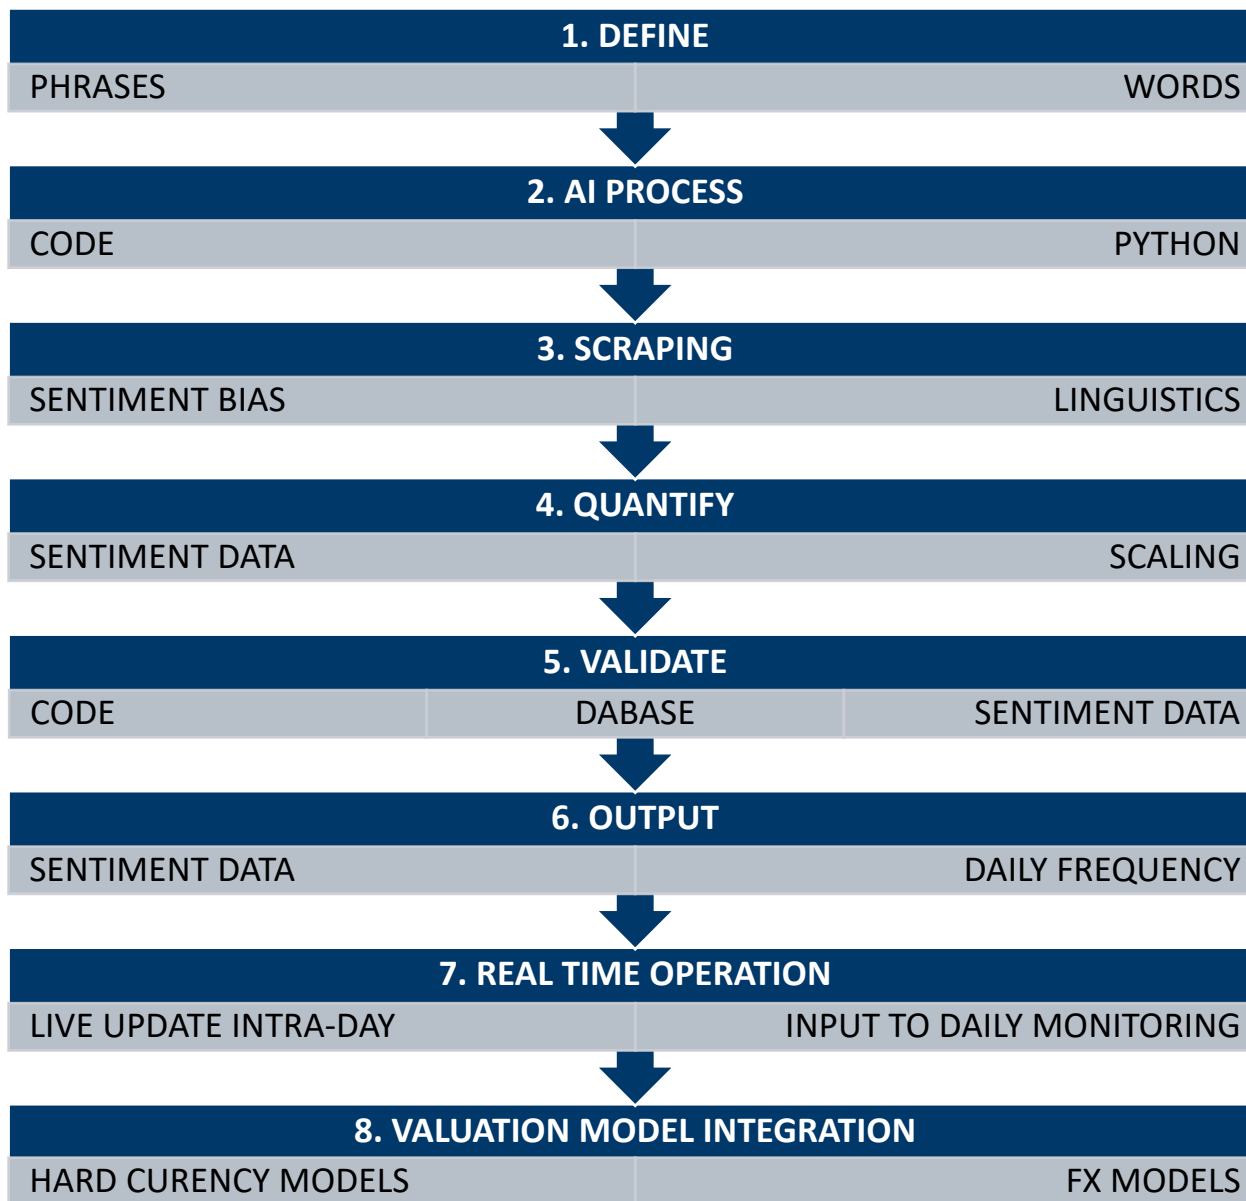 1. DEFINE
PHRASES WORDS
2. AI PROCESS
CODE PYTHON
3. SCRAPING
SENTIMENT BIAS LINGUISTICS
4. QUANTIFY
SENTIMENT DATA SCALING
5. VALIDATE
CODE DABASE SENTIMENT DATA
6. OUTPUT
SENTIMENT DATA DAILY FREQUENCY
7. REAL TIME OPERATION
LIVE UPDATE INTRA-DAY INPUT TO DAILY MONITORING
8. VALUATION MODEL INTEGRATION
HARD CURENCY MODELS FX MODELS